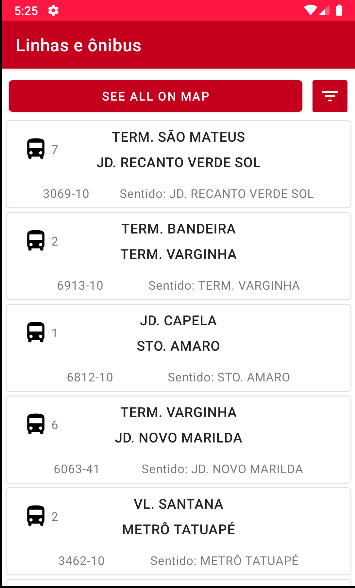 5:25
Linhas e ônibus
SEE ALL ON MAP
TERM. SÃO MATEUS
7
JD. RECANTO VERDE SOL
3069-10 Sentido: JD. RECANTO VERDE SOL
TERM. BANDEIRA
2
TERM. VARGINHA
6913-10 Sentido: TERM. VARGINHA
JD. CAPELA
1
STO. AMARO
6812-10 Sentido: STO. AMARO
TERM. VARGINHA
6
JD. NOVO MARILDA
6063-41 Sentido: JD. NOVO MARILDA
VL. SANTANA
2
METRÔ TATUAPÉ
3462-10 Sentido: METRÔ TATUAPÉ